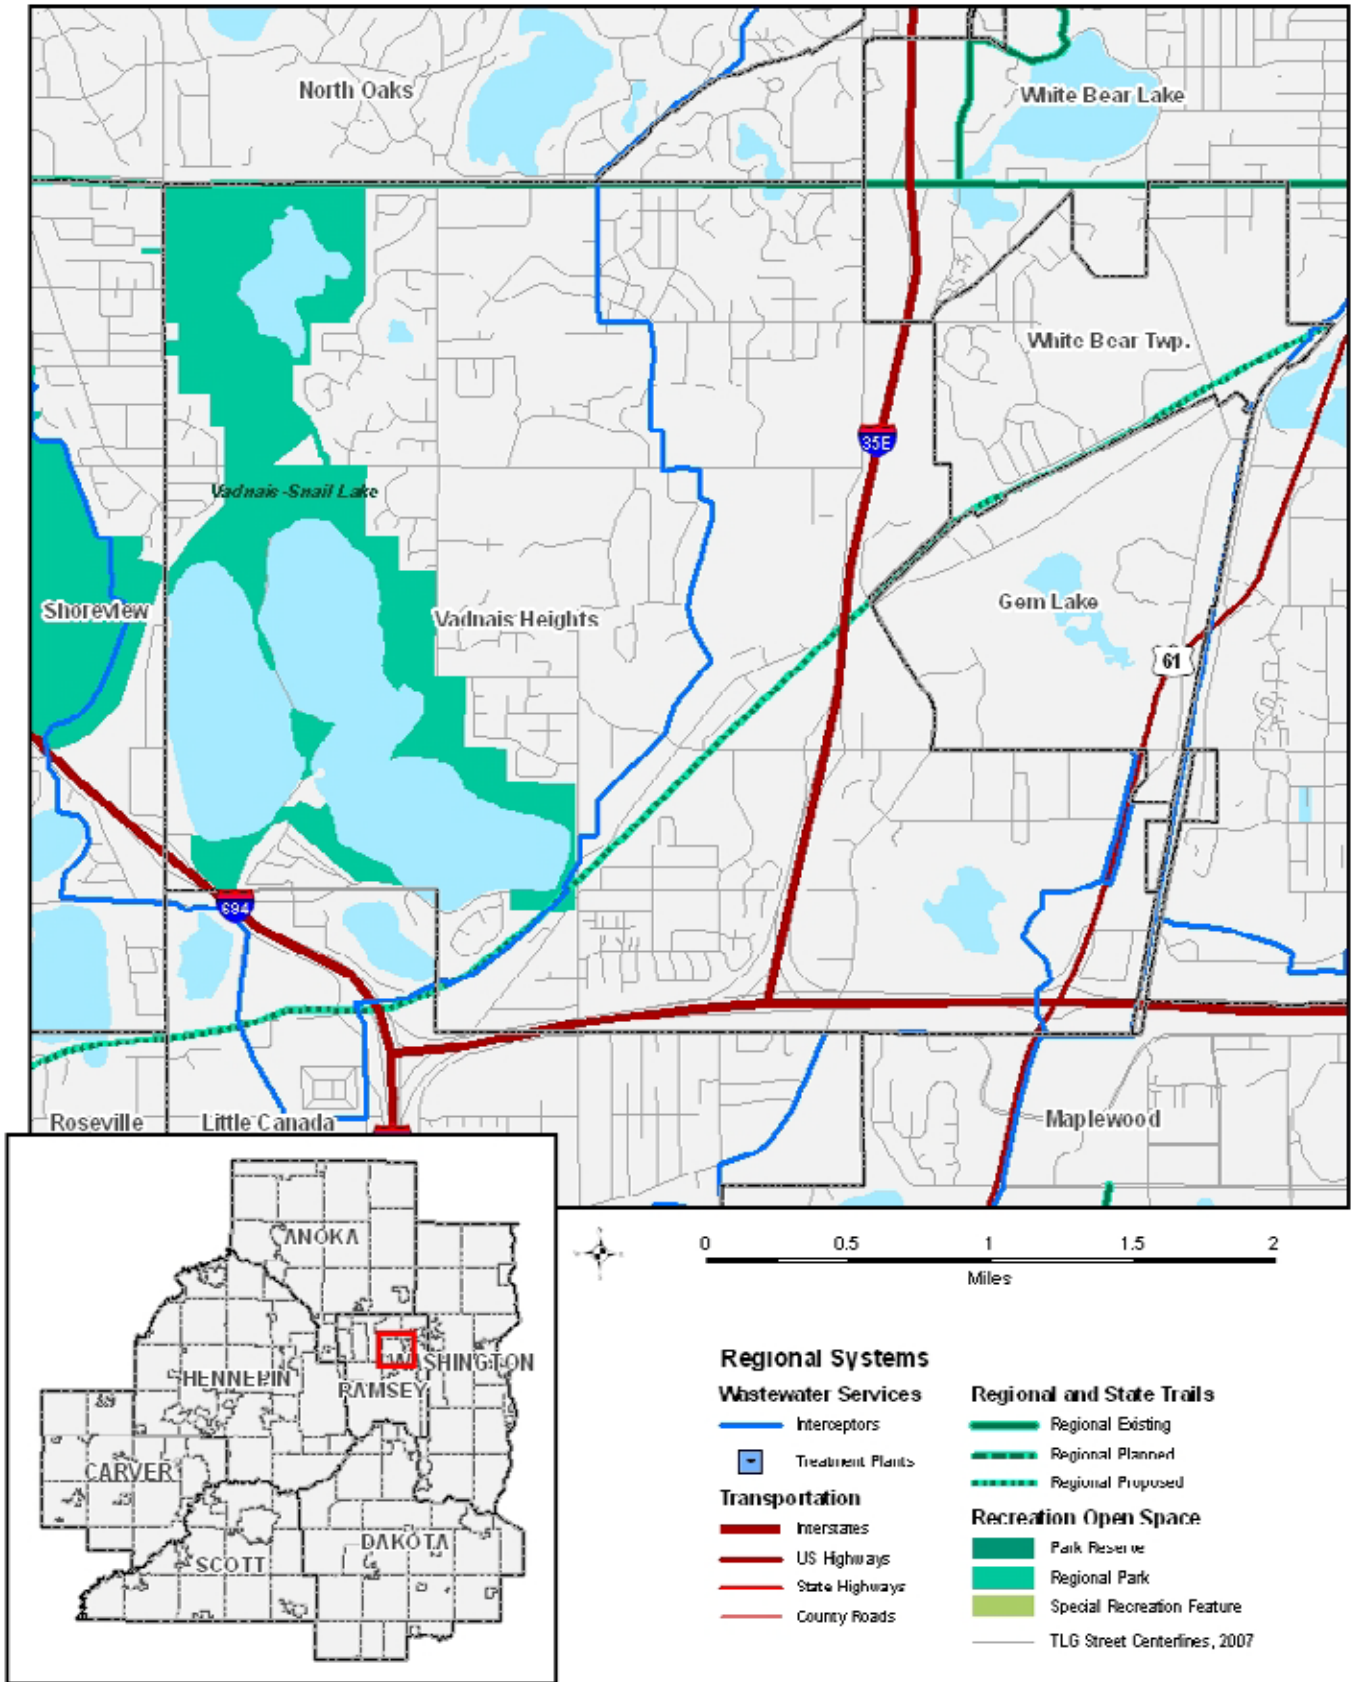 North Oaks
White Bear Lake
White Bear Twp.
35E
Vadnais-Snail Lake
Shoreview
Vadnais Heights
Gem Lake
61
694
Roseville
Little Canada
Maplewood
ANOKA
HENNEPIN
WASHINGTON
RAMSEY
CARVER
SCOTT
DAKOTA
0 0.5 1 1.5 2
Miles
Regional Systems
Wastewater Services
Interceptors
Treatment Plants
Transportation
Interstates
US Highways
State Highways
County Roads
Regional and State Trails
Regional Existing
Regional Planned
Regional Proposed
Recreation Open Space
Park Reserve
Regional Park
Special Recreation Feature
TLG Street Centerlines, 2007